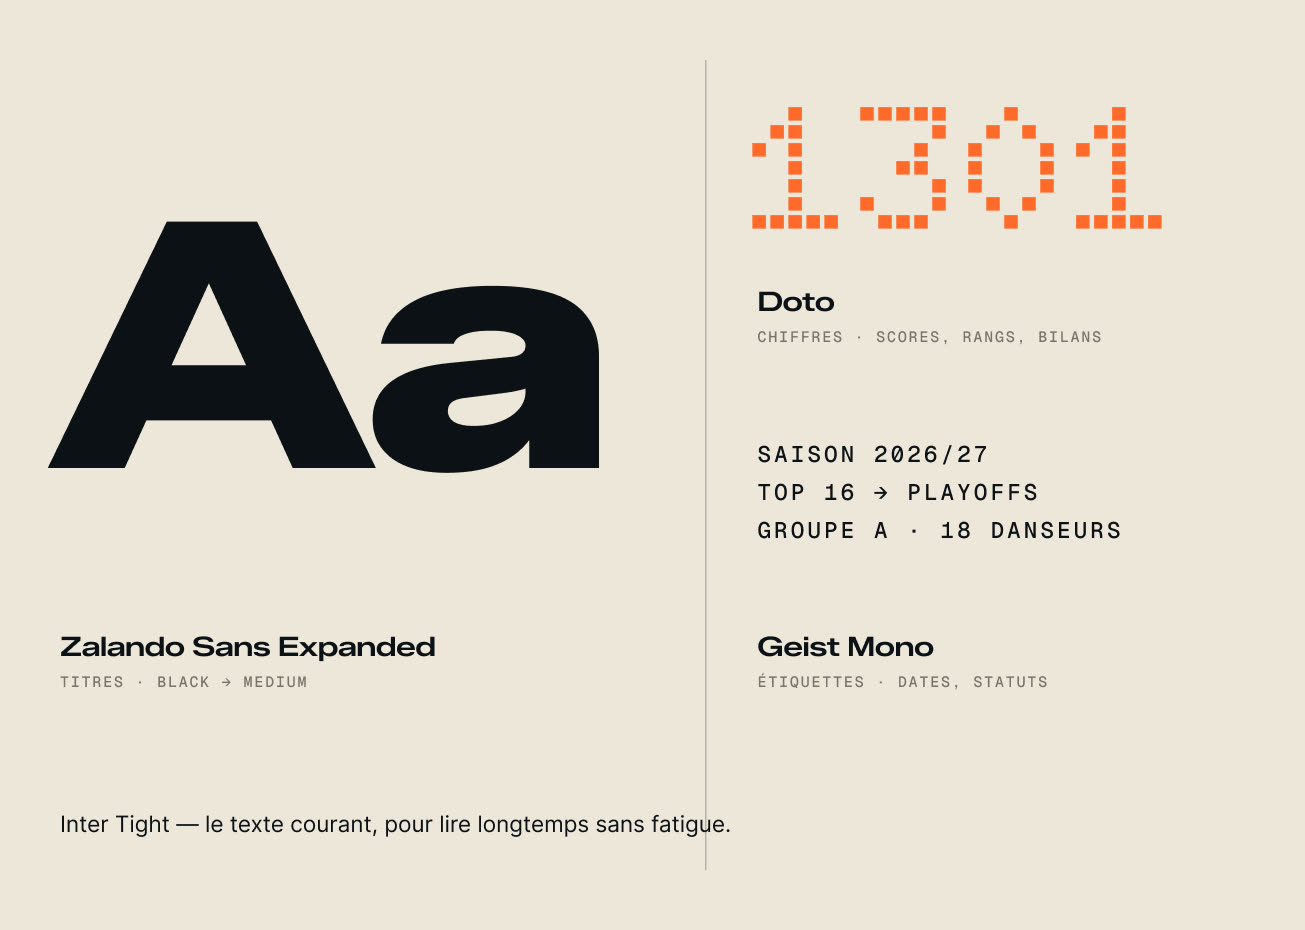 Aa
Zalando Sans Expanded
TITRES · BLACK → MEDIUM
Inter Tight — le texte courant, pour lire longtemps sans fatigue.
1301
Doto
CHIFFRES · SCORES, RANGS, BILANS
SAISON 2026/27
TOP 16 → PLAYOFFS
GROUPE A · 18 DANSEURS
Geist Mono
ÉTIQUETTES · DATES, STATUTS